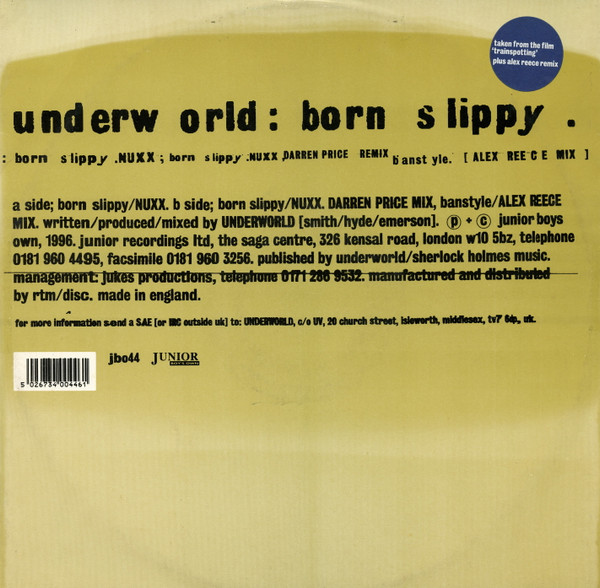 taken from the film
'trainspotting'
plus alex reece remix
underw orld: born slippy .
: born slippy .NUXX ; born slippy .NUXX DARREN PRICE REMIX banst yle. [ ALEX REECE MIX ]
a side; born slippy/NUXX. b side; born slippy/NUXX. DARREN PRICE MIX, banstyle/ALEX REECE
MIX. written/produced/mixed by UNDERWORLD [smith/hyde/emerson]. ℗ + © junior boys
own, 1996. junior recordings ltd, the saga centre, 326 kensal road, london w10 5bz, telephone
0181 960 4495, facsimile 0181 960 3256. published by underworld/sherlock holmes music.
management: jukes productions, telephone 0171 286 9532. manufactured and distributed
by rtm/disc. made in england.
for more information send a SAE [or IRC outside uk] to: UNDERWORLD, c/o UV, 20 church street, isleworth, middlesex, tw7 6dp, uk.
jbo44 JUNIOR
5 026734 004461